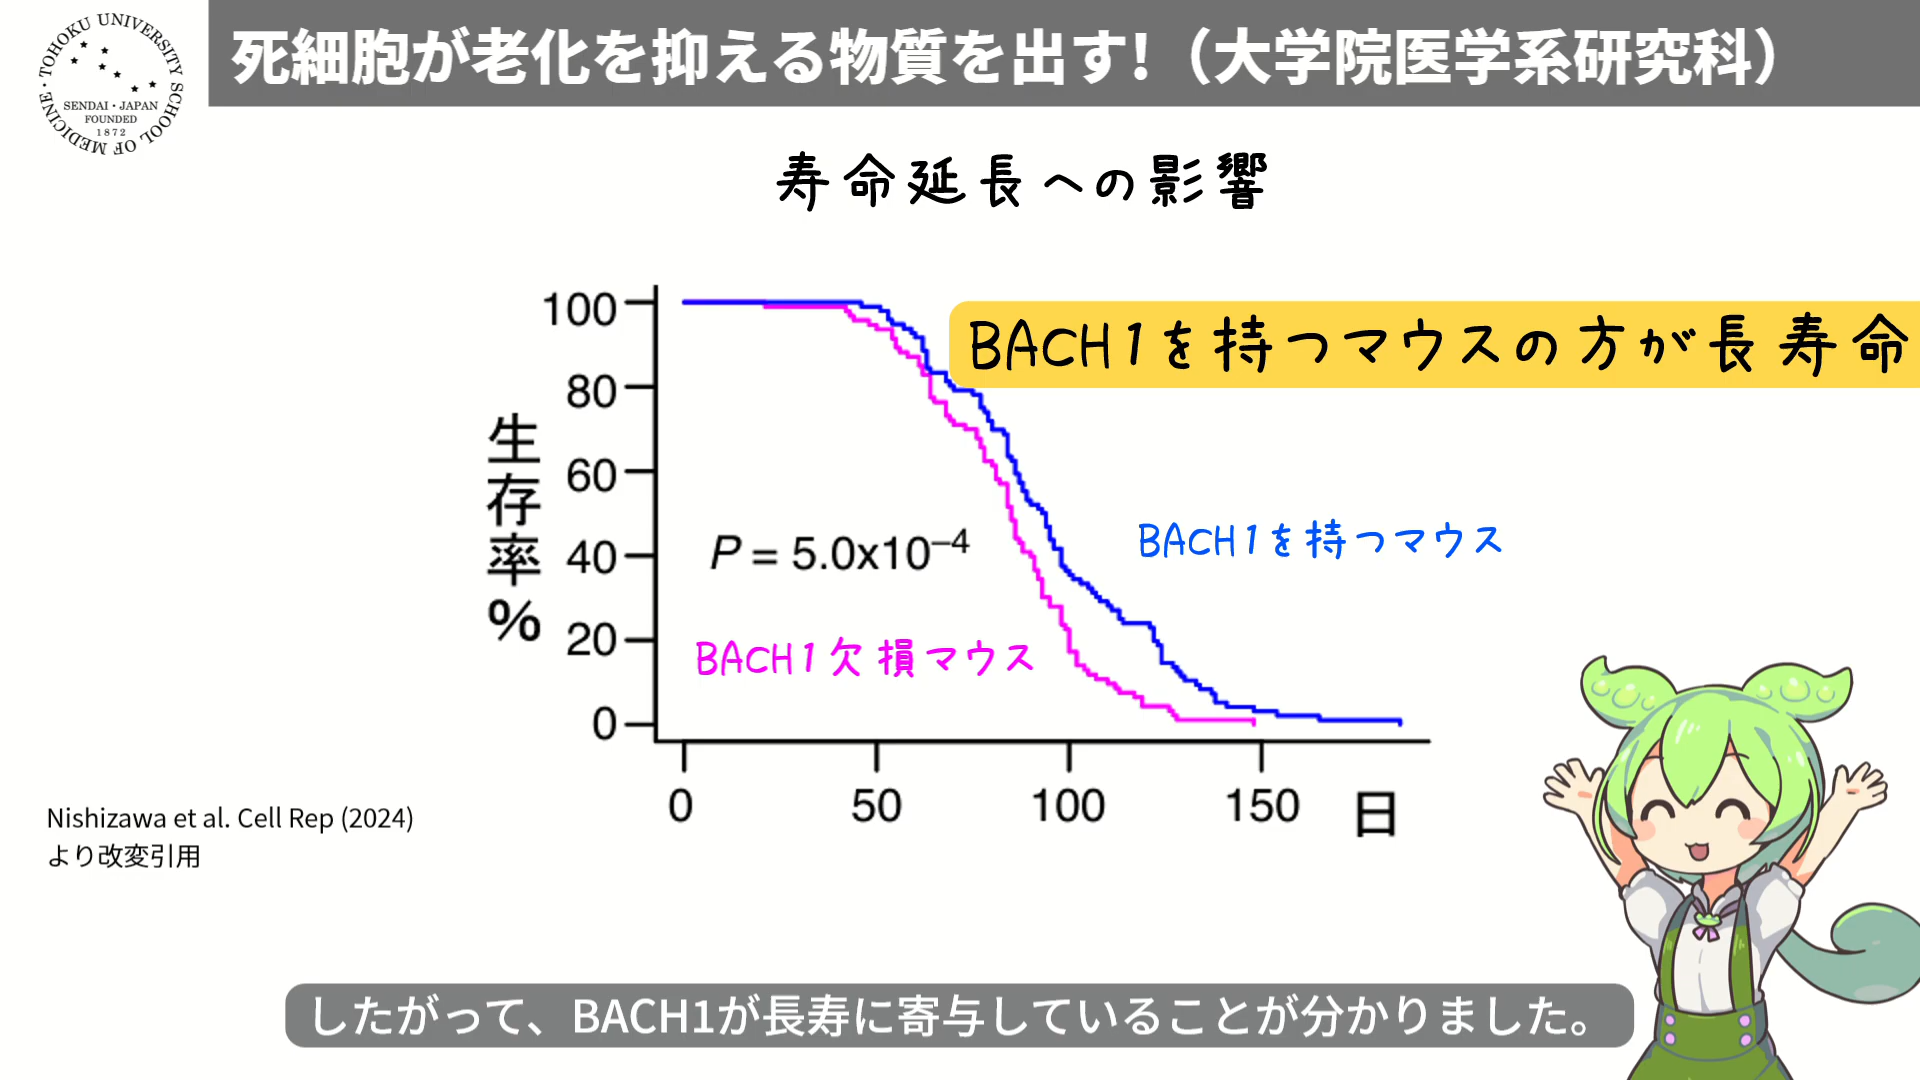 TOHOKU UNIVERSITY SCHOOL OF MEDICINE
SENDAI・JAPAN
FOUNDED
1872
死細胞が老化を抑える物質を出す!（大学院医学系研究科）
寿命延長への影響
BACH1を持つマウスの方が長寿命
生存率%
100
80
60
40
20
0
P = 5.0x10⁻⁴
BACH1を持つマウス
BACH1欠損マウス
0 50 100 150 日
Nishizawa et al. Cell Rep (2024)
より改変引用
したがって、BACH1が長寿に寄与していることが分かりました。